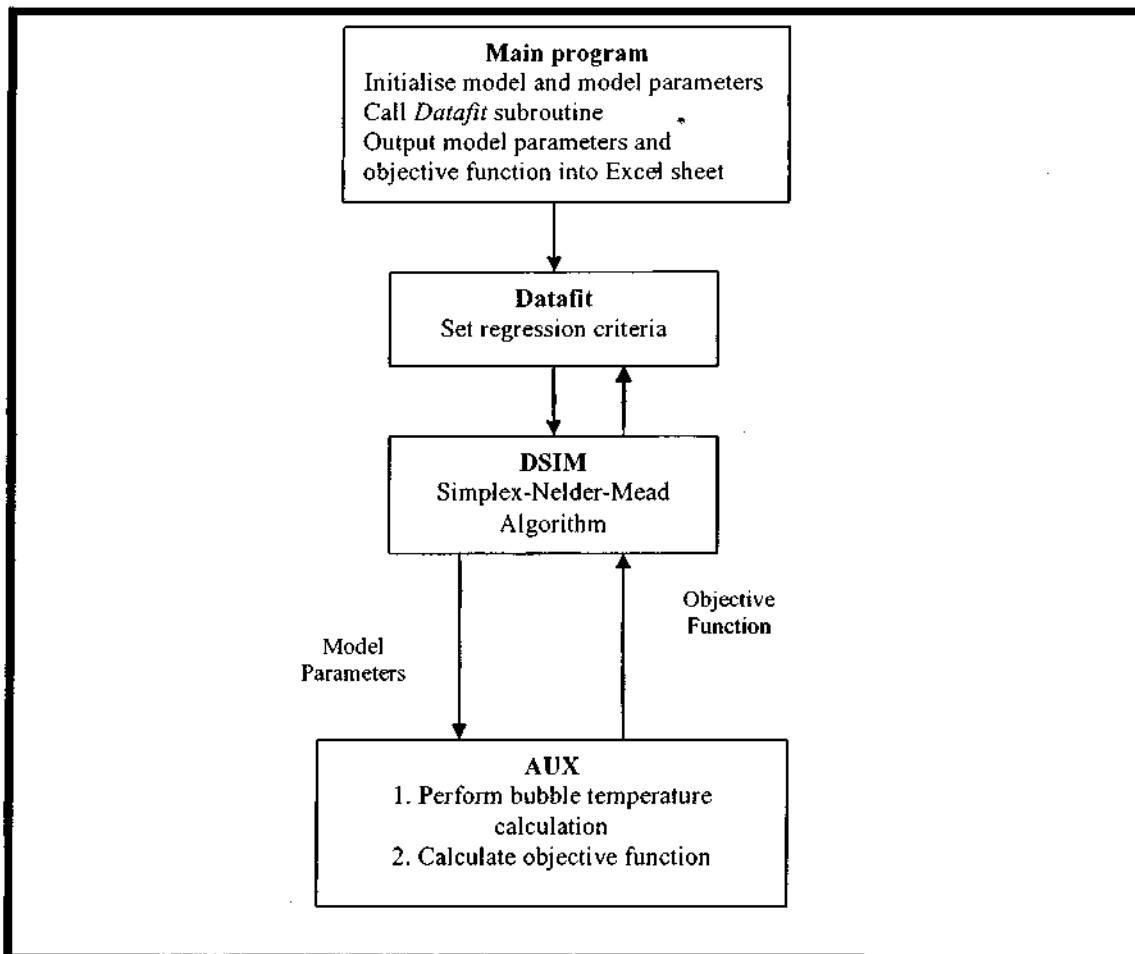 Main program
Initialise model and model parameters
Call Datafit subroutine
Output model parameters and
objective function into Excel sheet
Datafit
Set regression criteria
DSIM
Simplex-Nelder-Mead
Algorithm
Objective
Function
Model
Parameters
AUX
1. Perform bubble temperature
calculation
2. Calculate objective function